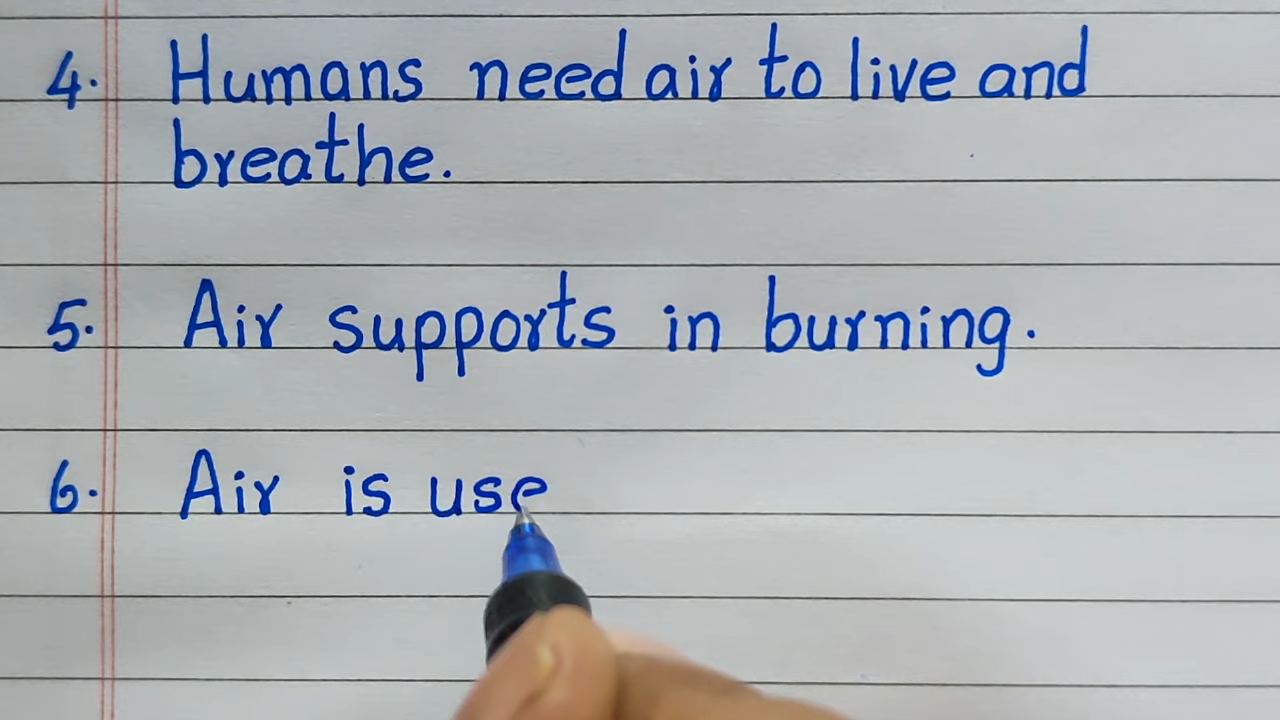 4. Humans need air to live and
breathe.
5. Air supports in burning.
6. Air is use